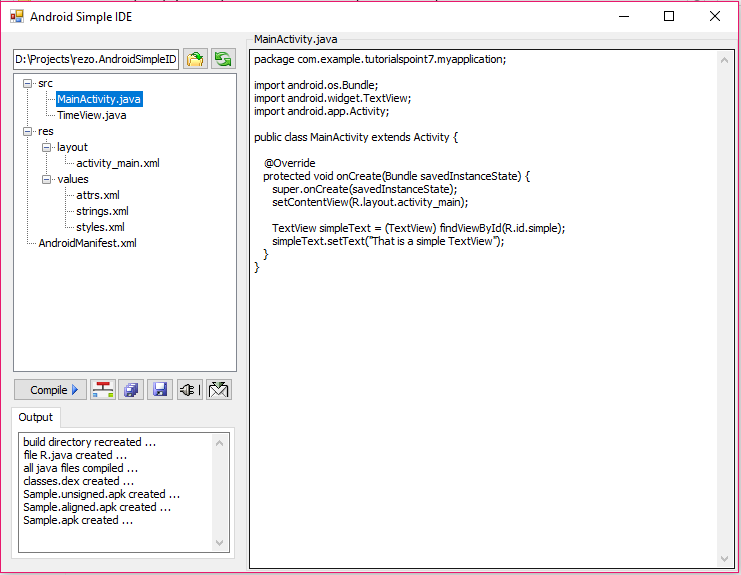 Android Simple IDE
D:\Projects\rezo.AndroidSimpleID
src
MainActivity.java
TimeView.java
res
layout
activity_main.xml
values
attrs.xml
strings.xml
styles.xml
AndroidManifest.xml
Compile
Output
build directory recreated ...
file R.java created ...
all java files compiled ...
classes.dex created ...
Sample.unsigned.apk created ...
Sample.aligned.apk created ...
Sample.apk created ...
MainActivity.java
package com.example.tutorialspoint7.myapplication;
import android.os.Bundle;
import android.widget.TextView;
import android.app.Activity;
public class MainActivity extends Activity {
@Override
protected void onCreate(Bundle savedInstanceState) {
super.onCreate(savedInstanceState);
setContentView(R.layout.activity_main);
TextView simpleText = (TextView) findViewById(R.id.simple);
simpleText.setText("That is a simple TextView");
}
}